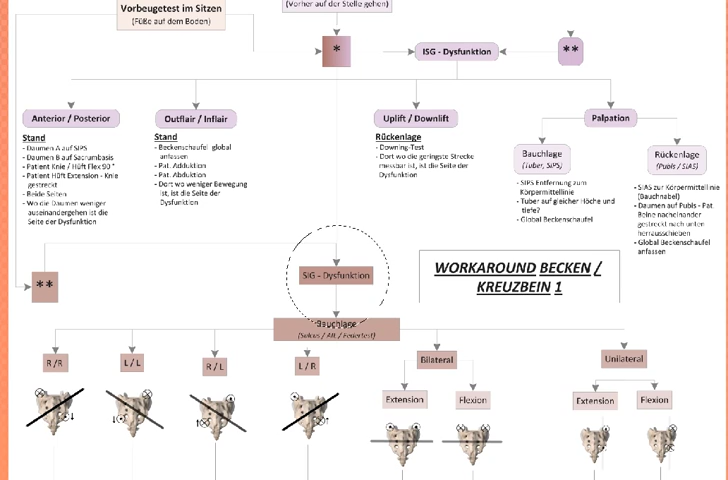 Vorbeugetest im Sitzen
(Füße auf dem Boden)
(Vorher auf der Stelle gehen)
*
ISG - Dysfunktion
**
Anterior / Posterior
Outflair / Inflair
Uplift / Downlift
Palpation
Stand
- Daumen A auf SIPS
- Daumen B auf Sacrumbasis
- Patient Knie / Hüft Flex 90 °
- Patient Hüft Extension - Knie
gestreckt
- Beide Seiten
- Wo die Daumen weniger
auseinandergehen ist die
Seite der Dysfunktion
Stand
- Beckenschaufel global
anfassen
- Pat. Adduktion
- Pat. Abduktion
- Dort wo weniger Bewegung
ist, ist die Seite der
Dysfunktion
Rückenlage
- Downing-Test
- Dort wo die geringste Strecke
messbar ist, ist die Seite der
Dysfunktion
Bauchlage
(Tuber, SIPS)
- SIPS Entfernung zum
Körpermittellinie
- Tuber auf gleicher Höche und
tiefe?
- Global Beckenschaufel
Rückenlage
(Pubis / SIAS)
- SIAS zur Körpermittellinie
(Bauchnabel)
- Daumen auf Pubis - Pat.
Beine nacheinander
gestreckt nach unten
herrausschieben
- Global Beckenschaufel
anfassen
**
SIG - Dysfunktion
WORKAROUND BECKEN /
KREUZBEIN 1
Bauchlage
(Sulcus / AIL / Federtest)
R / R
L / L
R / L
L / R
Bilateral
Unilateral
Extension
Flexion
Extension
Flexion